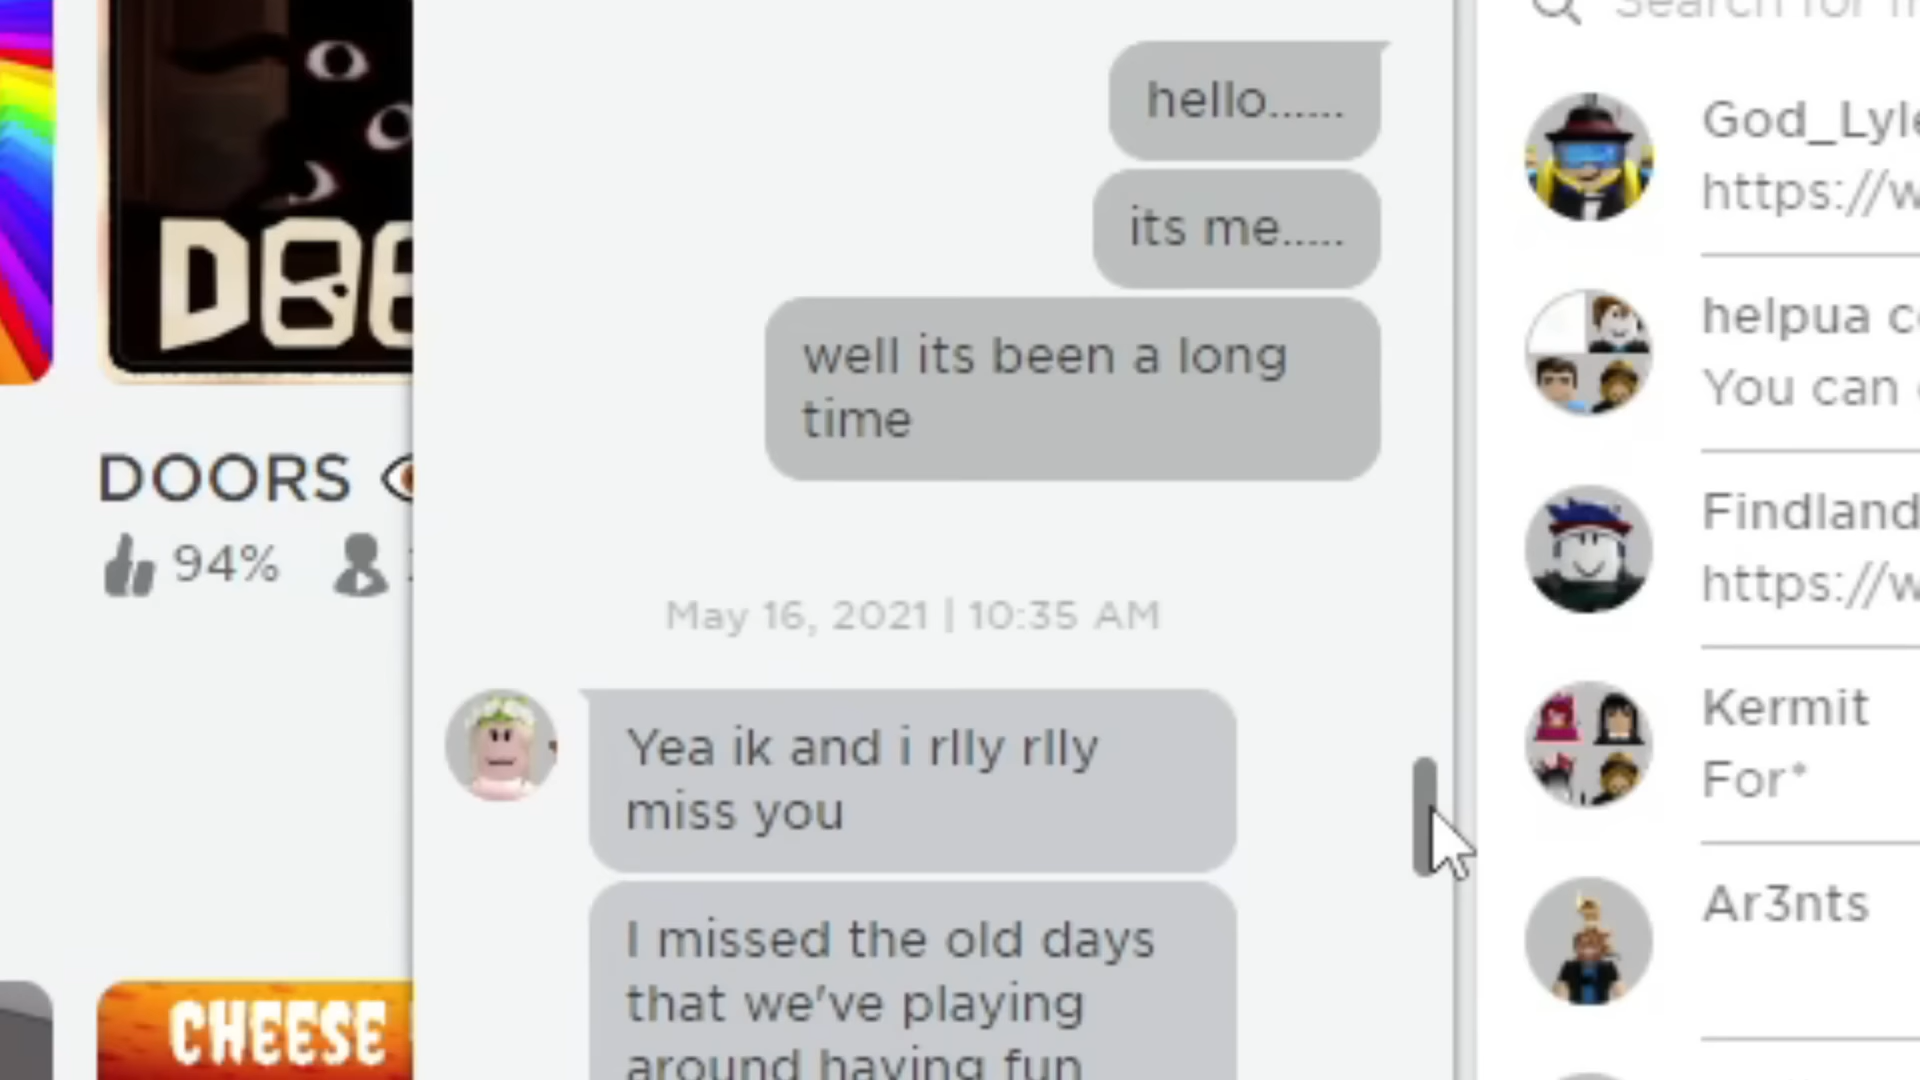 Search for
hello......
its me.....
well its been a long
time
May 16, 2021 | 10:35 AM
Yea ik and i rlly rlly
miss you
I missed the old days
that we've playing
around having fun
DOORS
94%
CHEESE
God_Lyle
https://w
helpua
You can
Findland
https://w
Kermit
For*
Ar3nts